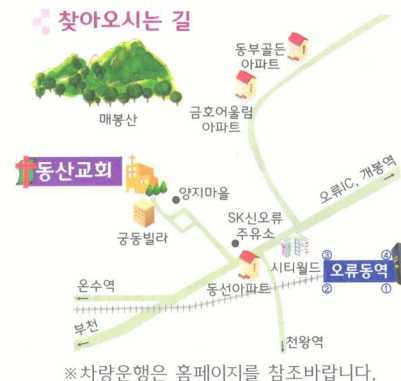 찾아오시는 길
동부골든
아파트
금호어울림
아파트
매봉산
동산교회
양지마을
오류IC, 개봉역
SK신오류
주유소
궁동빌라
시티월드
③
④
오류동역
②
①
온수역
동선아파트
부천
천왕역
※차량운행은 홈페이지를 참조바랍니다.